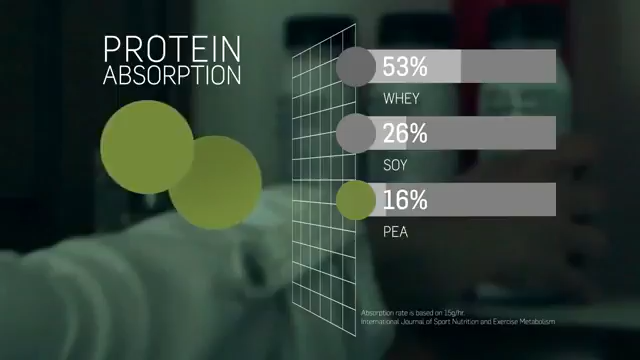 PROTEIN
ABSORPTION
53%
WHEY
26%
SOY
16%
PEA
Absorption rate is based on 15g/hr.
International Journal of Sport Nutrition and Exercise Metabolism